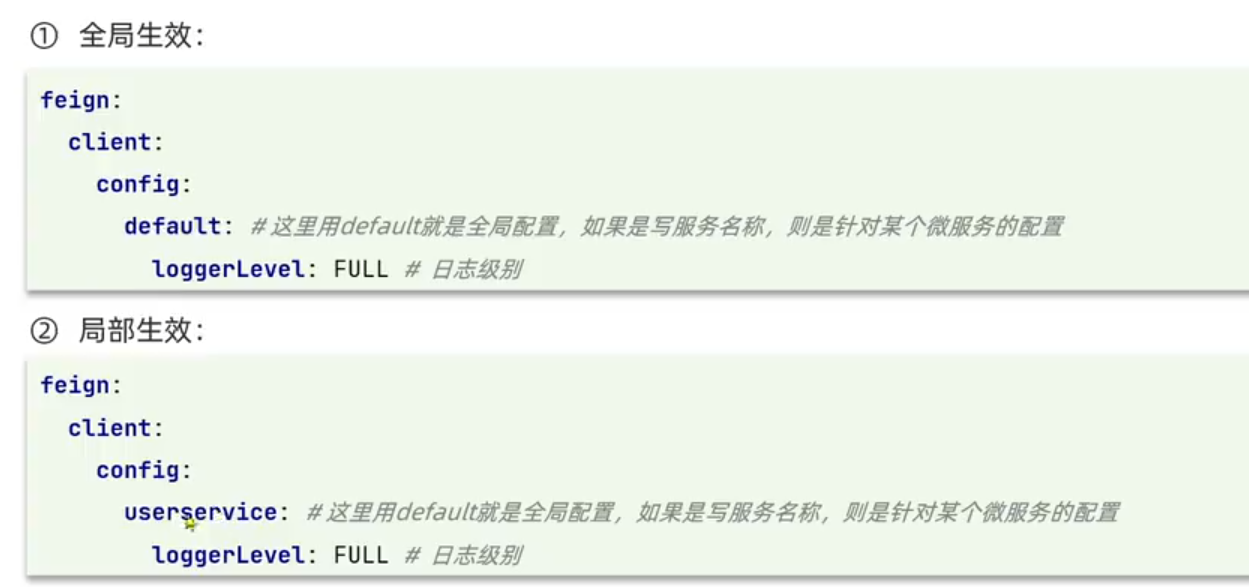 ① 全局生效：
feign:
  client:
    config:
      default: # 这里用default就是全局配置，如果是写服务名称，则是针对某个微服务的配置
        loggerLevel: FULL # 日志级别
② 局部生效：
feign:
  client:
    config:
      userservice: # 这里用default就是全局配置，如果是写服务名称，则是针对某个微服务的配置
        loggerLevel: FULL # 日志级别